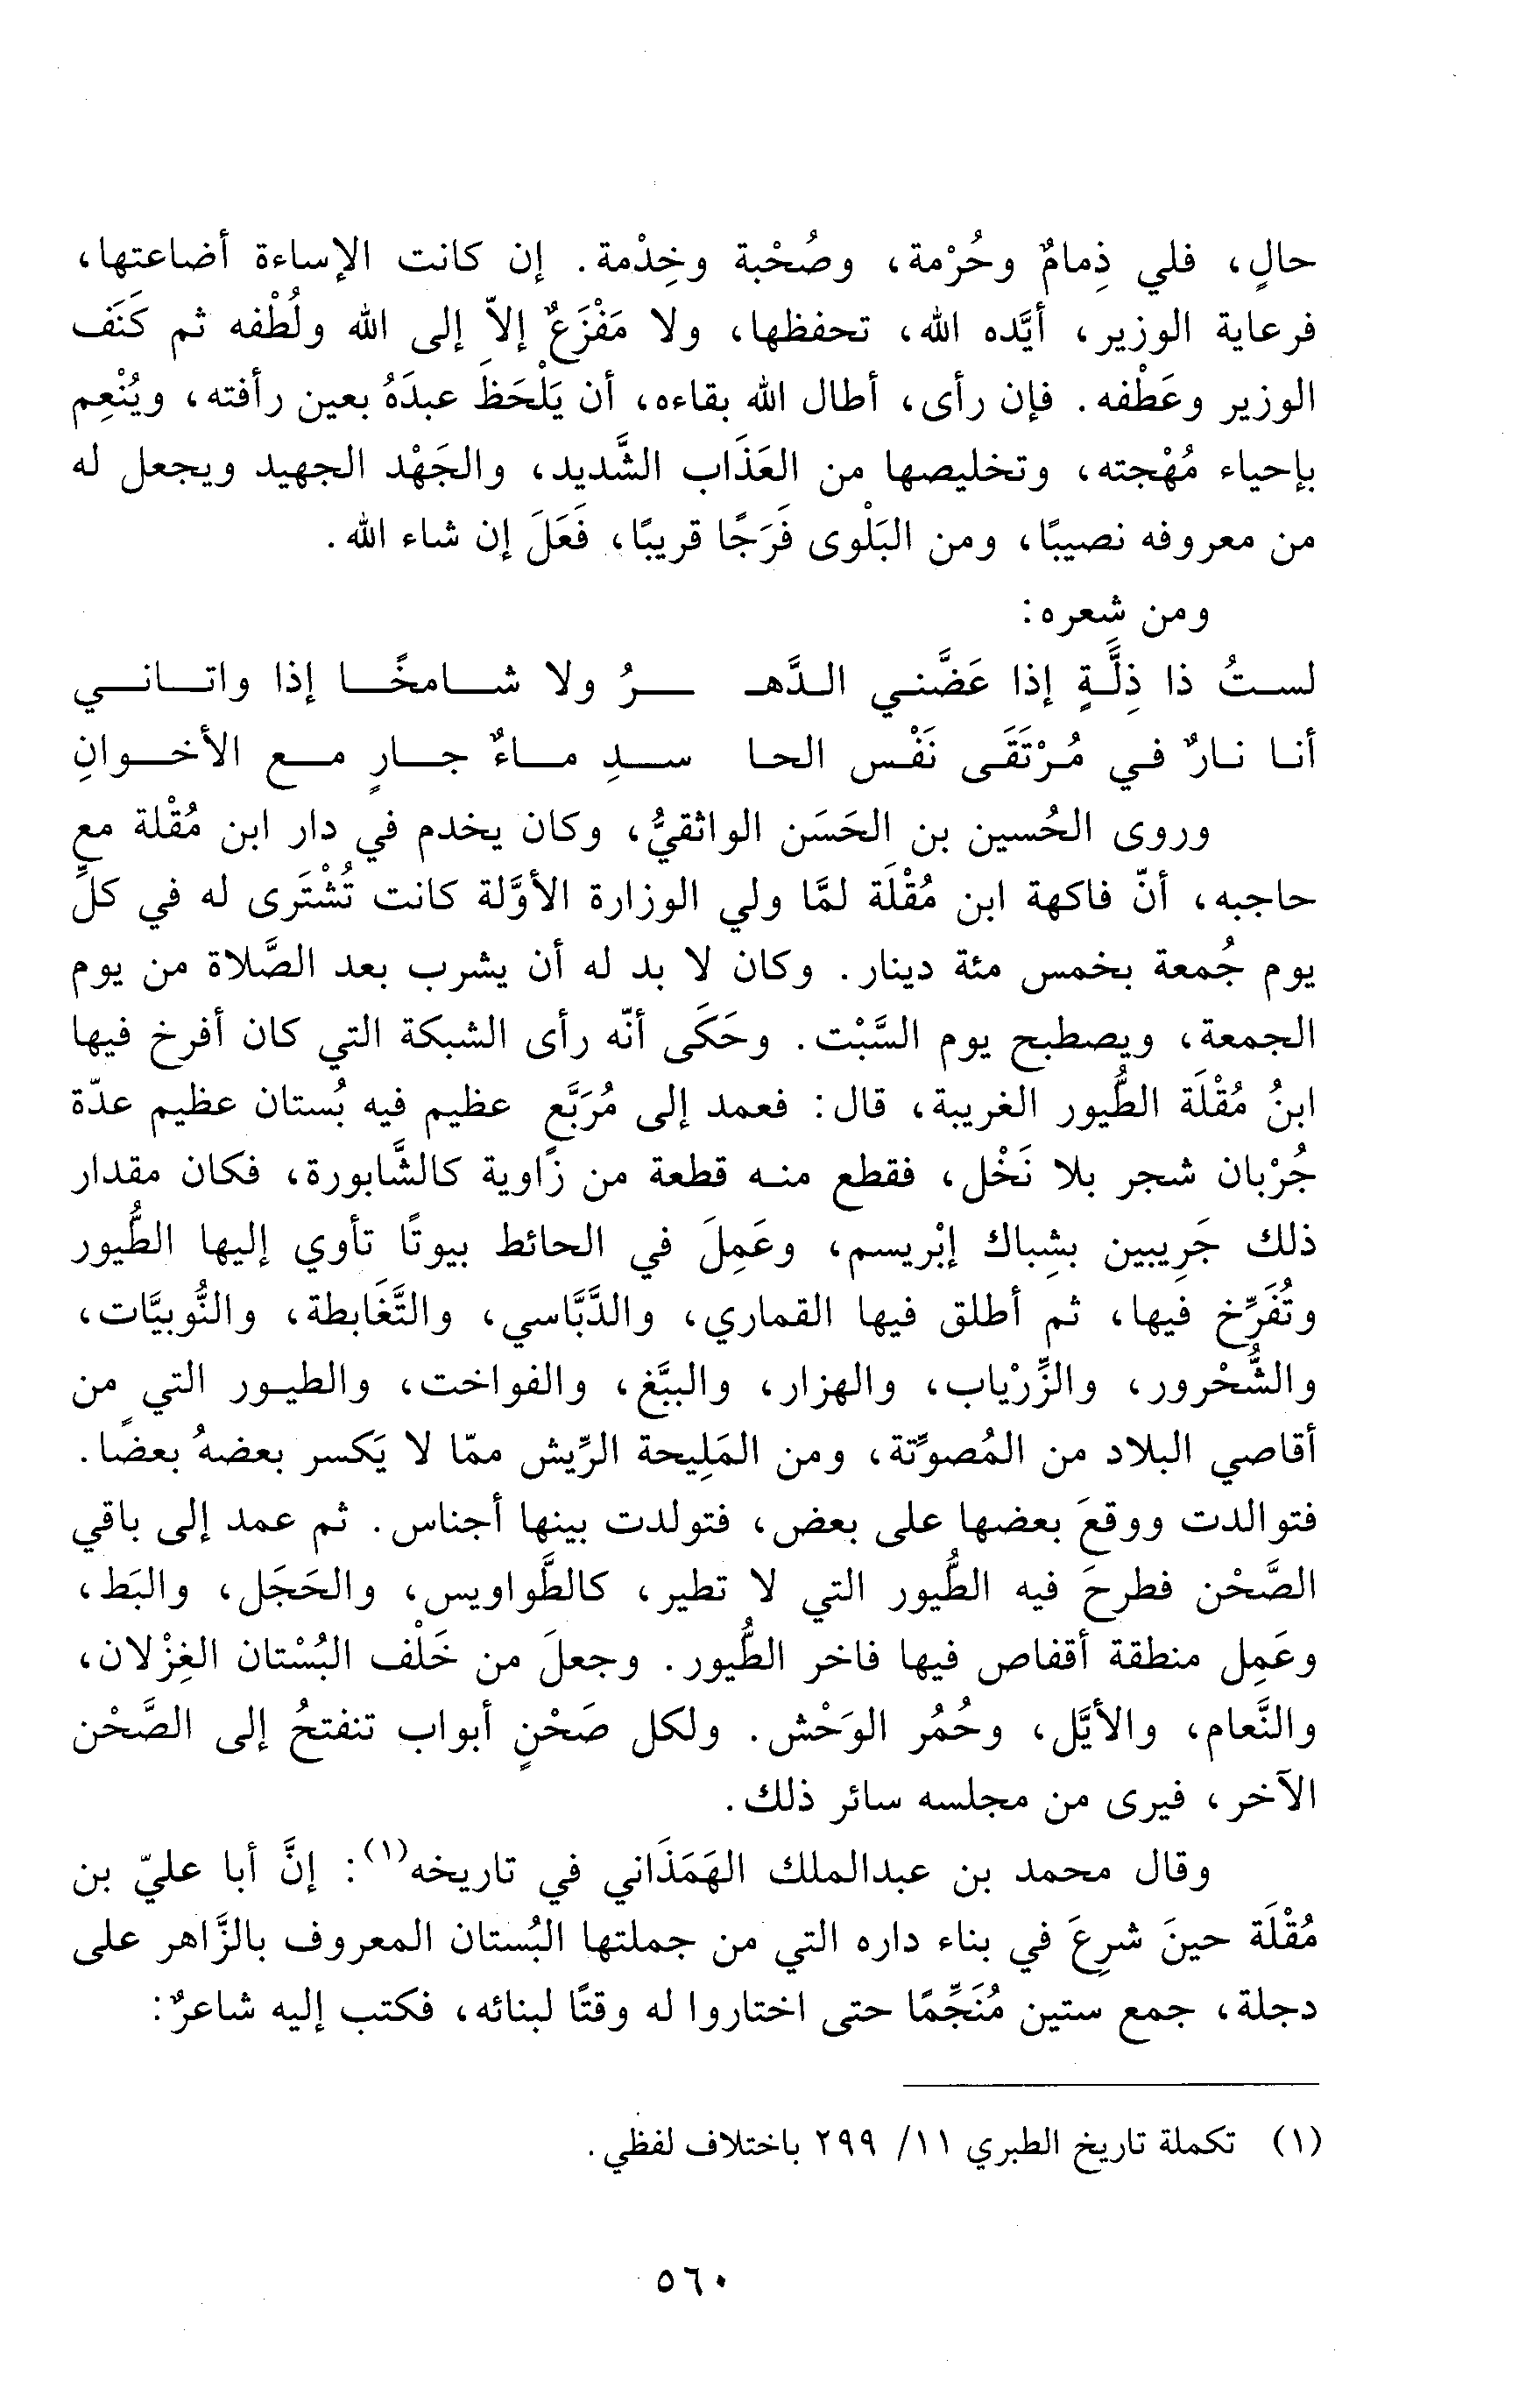 حالٍ، فلي ذِمامٌ وحُرْمة، وصُحْبة وخِدْمة. إن كانت الإساءة أضاعتها،
فرعاية الوزير، أيَّده الله، تحفظها، ولا مَفْزَعٌ إلاّ إلى الله ولُطْفه ثم كَنَف
الوزير وعَطْفه. فإن رأى، أطال الله بقاءه، أن يَلْحَظَ عبدَهُ بعين رأفته، ويُنْعِم
بإحياء مُهْجته، وتخليصها من العَذَاب الشَّديد، والجَهْد الجهيد ويجعل له
من معروفه نصيبًا، ومن البَلْوى فَرَجًا قريبًا، فَعَلَ إن شاء الله.
ومن شعره:
لستُ ذا ذِلَّةٍ إذا عَضَّني الدَّهـ ـرُ ولا شامخًا إذا واتاني
أنا نارٌ في مُرْتَقَى نَفْس الحا سدِ ماءٌ جارٍ مع الأخوانِ
وروى الحُسين بن الحَسَن الواثقيُّ، وكان يخدم في دار ابن مُقْلة مع
حاجبه، أنّ فاكهة ابن مُقْلَة لمَّا ولي الوزارة الأوَّلة كانت تُشْتَرى له في كلِّ
يوم جُمعة بخمس مئة دينار. وكان لا بد له أن يشرب بعد الصَّلاة من يوم
الجمعة، ويصطبح يوم السَّبْت. وحَكَى أنّه رأى الشبكة التي كان أفرخ فيها
ابنُ مُقْلَة الطُّيور الغريبة، قال: فعمد إلى مُرَبَّع عظيم فيه بُستان عظيم عدّة
جُرْبان شجر بلا نَخْل، فقطع منه قطعة من زاوية كالشَّابورة، فكان مقدار
ذلك جَرِيبين بشِباك إبْريسم، وعَمِلَ في الحائط بيوتًا تأوي إليها الطُّيور
وتُفَرِّخ فيها، ثم أطلق فيها القماري، والدَّبَّاسي، والتَّغَابطة، والنُّوبيَّات،
والشُّحْرور، والزِّرْياب، والهزار، والببَّغ، والفواخت، والطيور التي من
أقاصي البلاد من المُصوِّتة، ومن المَلِيحة الرِّيش ممّا لا يَكسر بعضهُ بعضًا.
فتوالدت ووقعَ بعضها على بعض، فتولدت بينها أجناس. ثم عمد إلى باقي
الصَّحْن فطرحَ فيه الطُّيور التي لا تطير، كالطَّواويس، والحَجَل، والبَط،
وعَمِل منطقة أقفاص فيها فاخر الطُّيور. وجعلَ من خَلْف البُسْتان الغِزْلان،
والنَّعام، والأيَّل، وحُمُر الوَحْش. ولكل صَحْنٍ أبواب تنفتحُ إلى الصَّحْن
الآخر، فيرى من مجلسه سائر ذلك.
وقال محمد بن عبدالملك الهَمَذَاني في تاريخه(١): إنَّ أبا عليّ بن
مُقْلَة حينَ شرِعَ في بناء داره التي من جملتها البُستان المعروف بالزَّاهر على
دجلة، جمع ستين مُنَجِّمًا حتى اختاروا له وقتًا لبنائه، فكتب إليه شاعرٌ:
(١) تكملة تاريخ الطبري ١١/ ٢٩٩ باختلاف لفظي.
٥٦٠